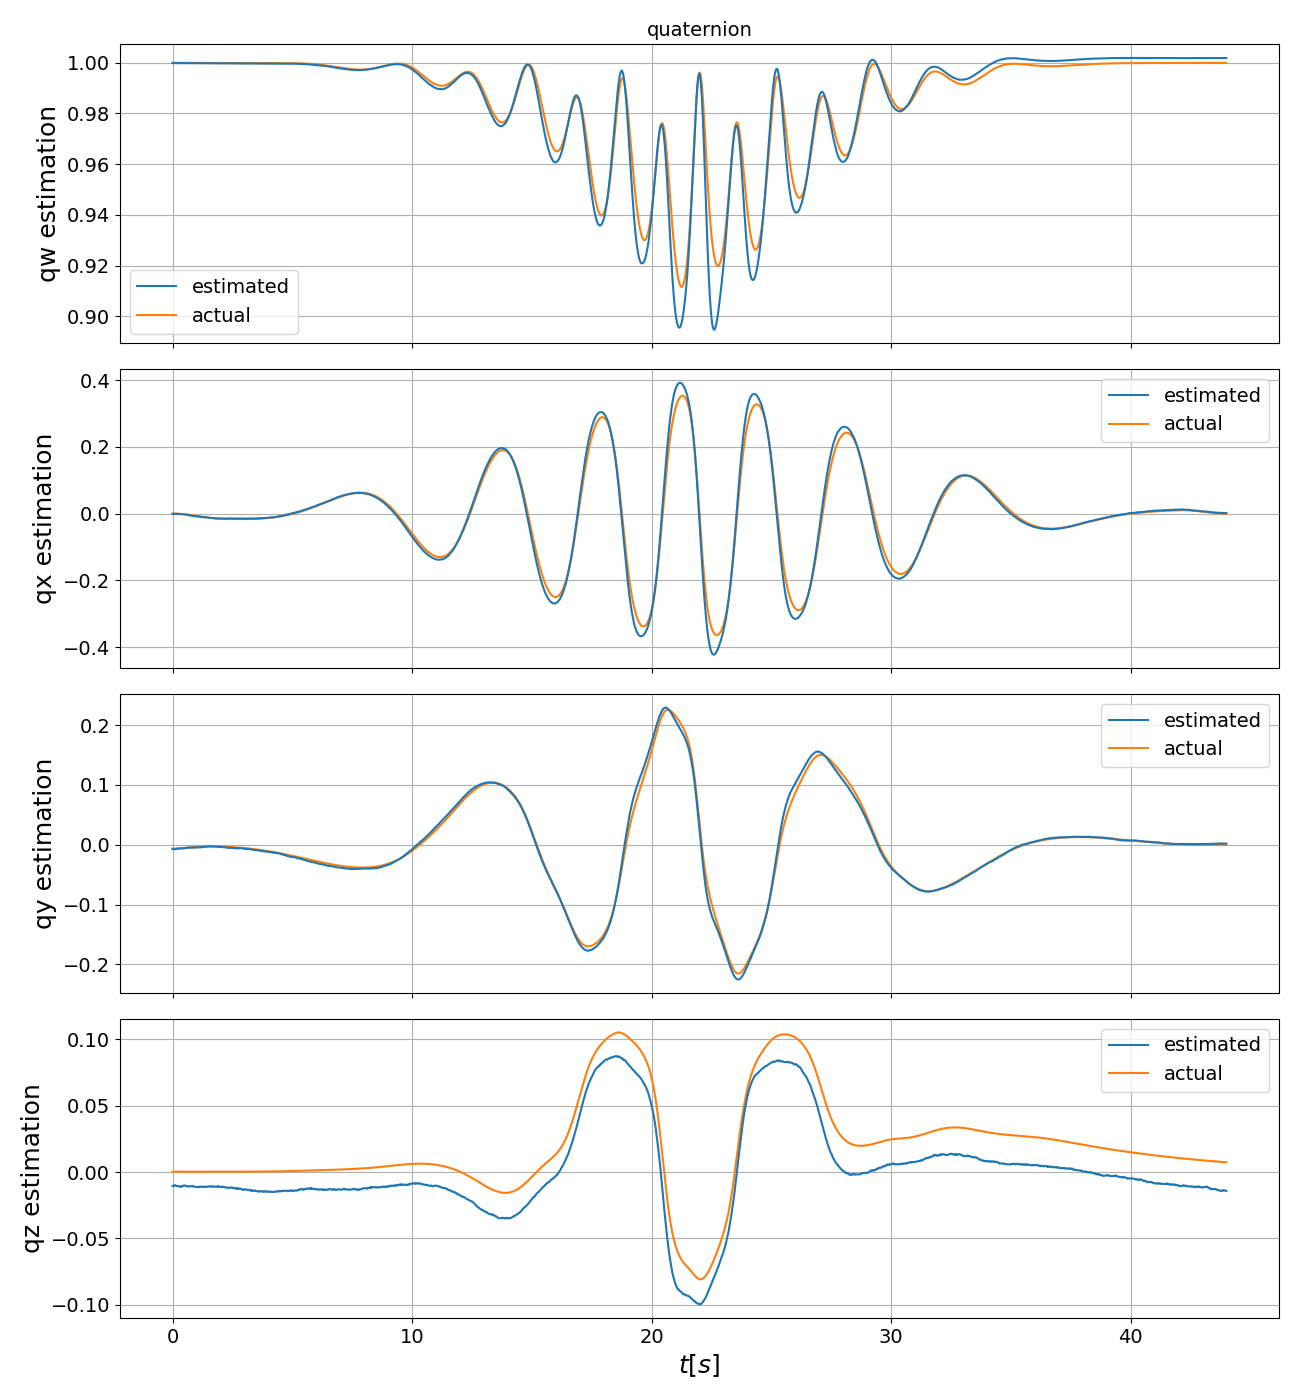 quaternion
qw estimation
1.00
0.98
0.96
0.94
0.92
0.90
estimated
actual
qx estimation
0.4
0.2
0.0
−0.2
−0.4
estimated
actual
qy estimation
0.2
0.1
0.0
−0.1
−0.2
estimated
actual
qz estimation
0.10
0.05
0.00
−0.05
−0.10
estimated
actual
0 10 20 30 40
t[s]